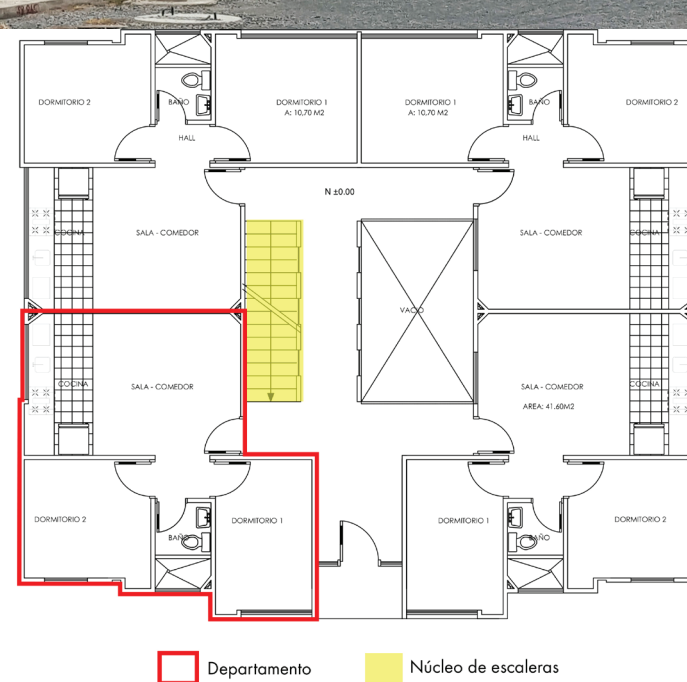 DORMITORIO 2
BAÑO
DORMITORIO 1
A: 10,70 M2
DORMITORIO 1
A: 10,70 M2
BAÑO
DORMITORIO 2
HALL
HALL
N ±0.00
COCINA
SALA - COMEDOR
SALA - COMEDOR
COCINA
VACIO
COCINA
SALA - COMEDOR
SALA - COMEDOR
AREA: 41.60M2
COCINA
DORMITORIO 2
BAÑO
DORMITORIO 1
DORMITORIO 1
BAÑO
DORMITORIO 2
Departamento
Núcleo de escaleras